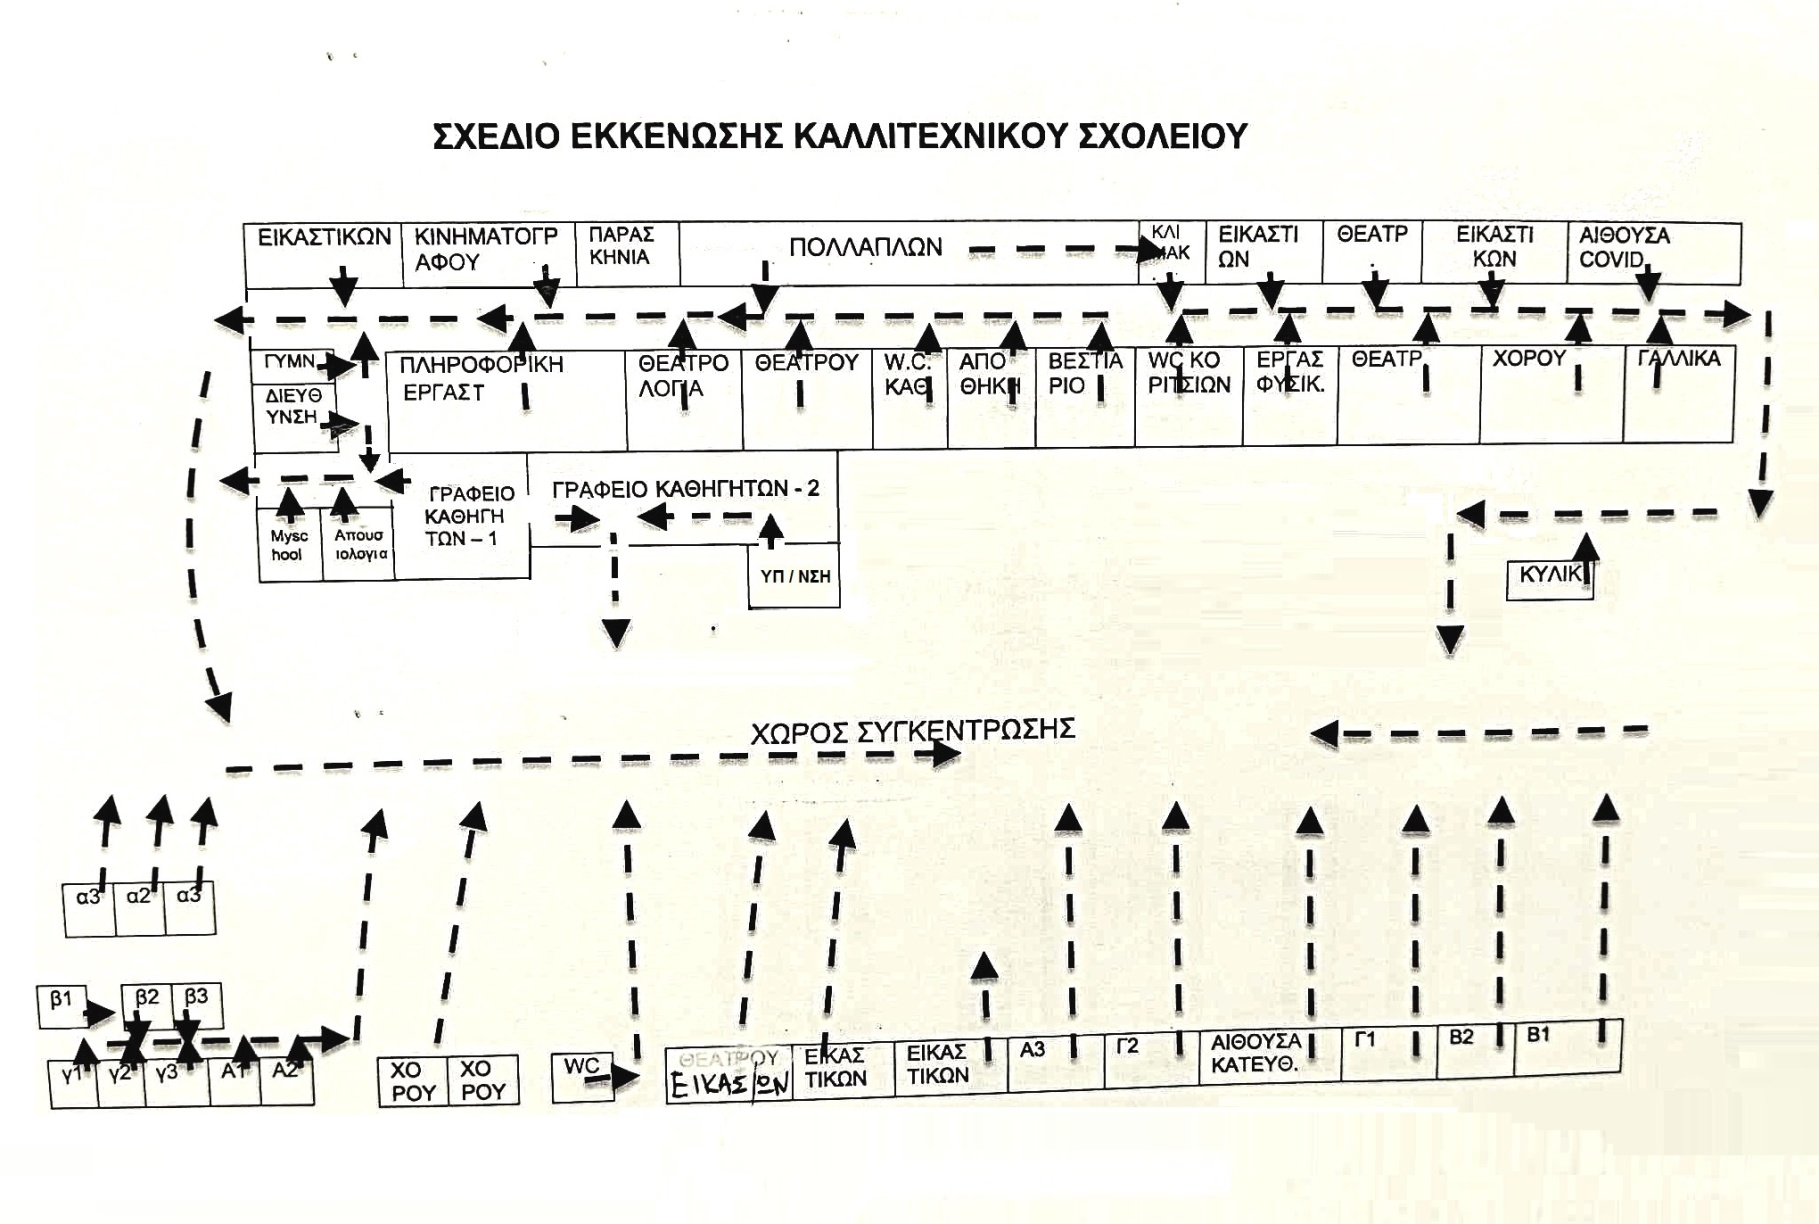 ΣΧΕΔΙΟ ΕΚΚΕΝΩΣΗΣ ΚΑΛΛΙΤΕΧΝΙΚΟΥ ΣΧΟΛΕΙΟΥ
ΕΙΚΑΣΤΙΚΩΝ
ΚΙΝΗΜΑΤΟΓΡ
ΑΦΟΥ
ΠΑΡΑΣ
ΚΗΝΙΑ
ΠΟΛΛΑΠΛΩΝ
ΚΛΙ
ΜΑΚ
ΕΙΚΑΣΤΙ
ΩΝ
ΘΕΑΤΡ
ΕΙΚΑΣΤΙ
ΚΩΝ
ΑΙΘΟΥΣΑ
COVID
ΓΥΜΝ
ΔΙΕΥΘ
ΥΝΣΗ
ΠΛΗΡΟΦΟΡΙΚΗ
ΕΡΓΑΣΤ
ΘΕΑΤΡΟ
ΛΟΓΙΑ
ΘΕΑΤΡΟΥ
W.C.
ΚΑΘ
ΑΠΟ
ΘΗΚΗ
ΒΕΣΤΙΑ
ΡΙΟ
WC ΚΟ
ΡΙΤΣΙΩΝ
ΕΡΓΑΣ
ΦΥΣΙΚ.
ΘΕΑΤΡ
ΧΟΡΟΥ
ΓΑΛΛΙΚΑ
Mysc
hool
Απουσ
ιολογια
ΓΡΑΦΕΙΟ
ΚΑΘΗΓΗ
ΤΩΝ – 1
ΓΡΑΦΕΙΟ ΚΑΘΗΓΗΤΩΝ - 2
ΥΠ / ΝΣΗ
ΚΥΛΙΚ
ΧΩΡΟΣ ΣΥΓΚΕΝΤΡΩΣΗΣ
α3
α2
α3
β1
β2
β3
γ1
γ2
γ3
Α1
Α2
ΧΟ
ΡΟΥ
ΧΟ
ΡΟΥ
WC
ΘΕΑΤΡΟΥ
ΕΙΚΑΣ/ΩΝ
ΕΙΚΑΣ
ΤΙΚΩΝ
ΕΙΚΑΣ
ΤΙΚΩΝ
Α3
Γ2
ΑΙΘΟΥΣΑ
ΚΑΤΕΥΘ.
Γ1
Β2
Β1